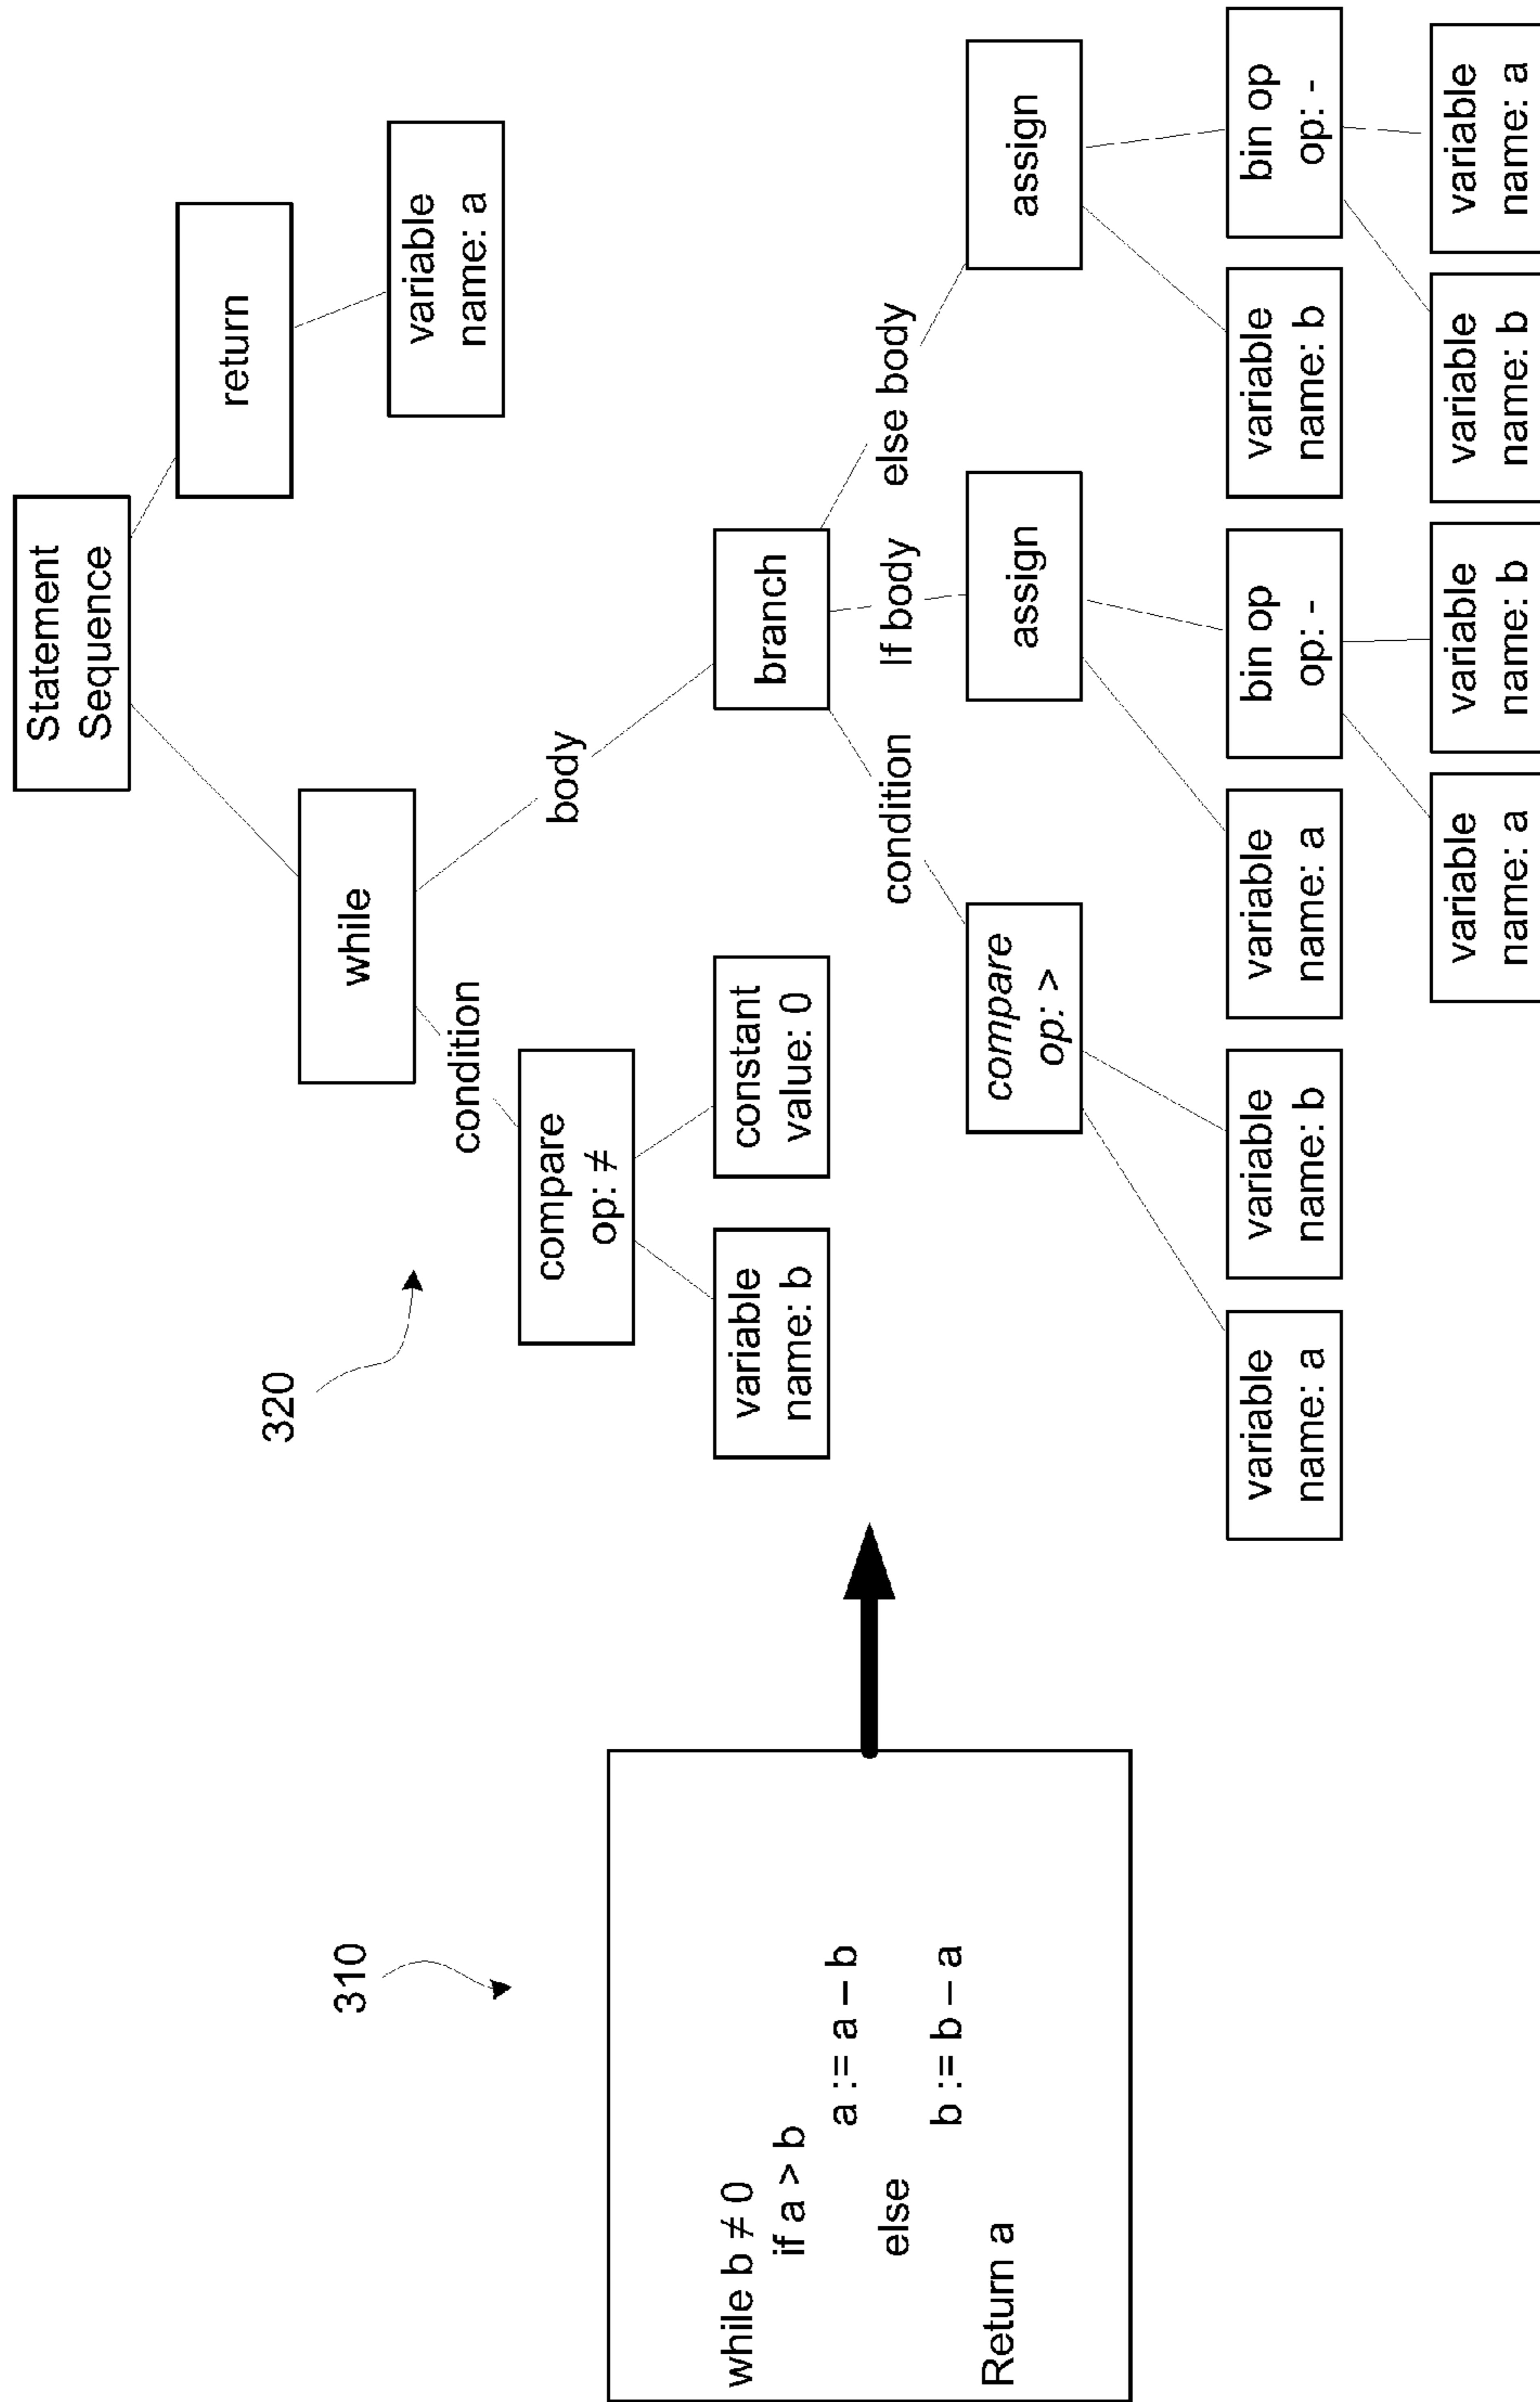 310
while b ≠ 0
if a > b
a := a – b
else
b := b – a
Return a
320
Statement
Sequence
return
variable
name: a
while
condition
body
compare
op: ≠
variable
name: b
constant
value: 0
branch
condition
If body
else body
compare
op: >
assign
assign
variable
name: a
variable
name: b
variable
name: a
bin op
op: -
variable
name: b
bin op
op: -
variable
name: a
variable
name: b
variable
name: b
variable
name: a